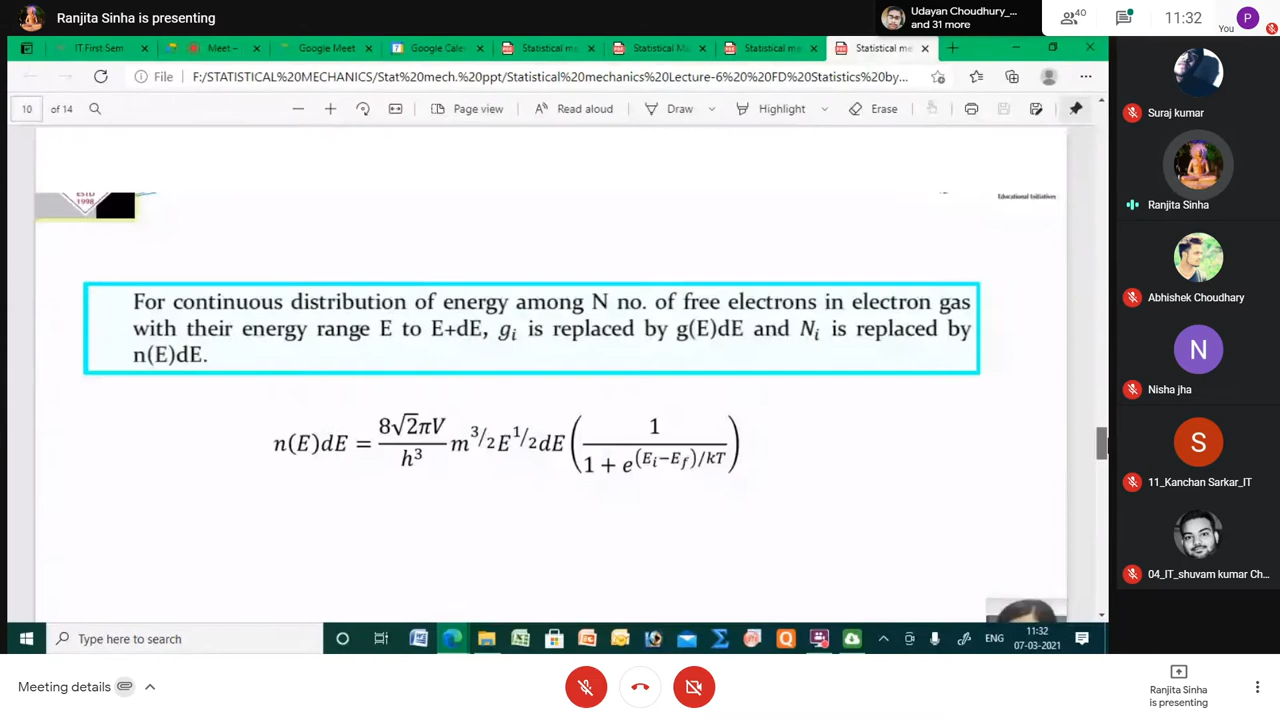 Ranjita Sinha is presenting
Udayan Choudhury_...
and 31 more
40
11:32
You
P
IT First Sem
Meet –
Google Meet
Google Cale
Statistical me
Statistical M
Statistical me
Statistical me
File
F:/STATISTICAL%20MECHANICS/Stat%20mech.%20ppt/Statistical%20mechanics%20Lecture-6%20%20FD%20Statistics%20by...
10 of 14
Page view
Read aloud
Draw
Highlight
Erase
ESTD
1998
Educational Initiatives
For continuous distribution of energy among N no. of free electrons in electron gas
with their energy range E to E+dE, gᵢ is replaced by g(E)dE and Nᵢ is replaced by
n(E)dE.
n(E)dE = 8√2πV/h³ m^3/2 E^1/2 dE (1/(1 + e^(Eᵢ−E_f)/kT))
Suraj kumar
Ranjita Sinha
Abhishek Choudhary
N
Nisha jha
S
11_Kanchan Sarkar_IT
04_IT_shuvam kumar Ch...
Type here to search
ENG
11:32
07-03-2021
Meeting details
Ranjita Sinha
is presenting